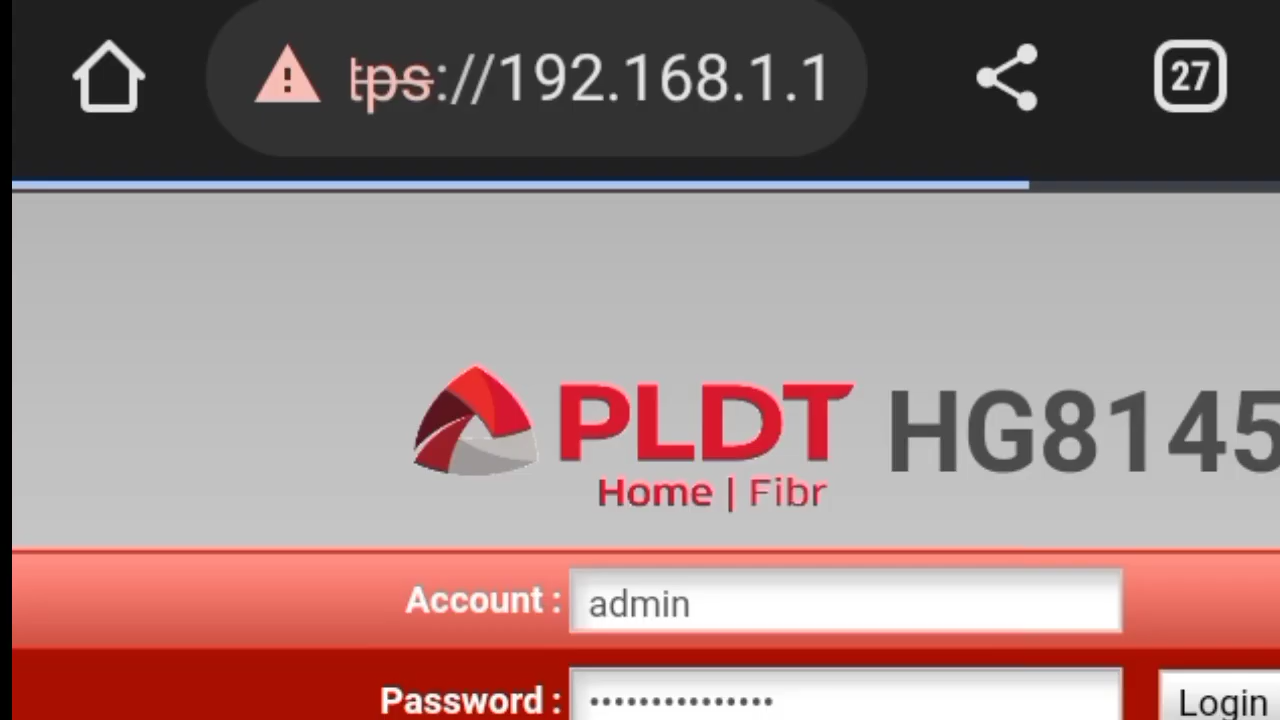 tps://192.168.1.1
27
PLDT
Home | Fibr
HG8145
Account :
admin
Password :
Login